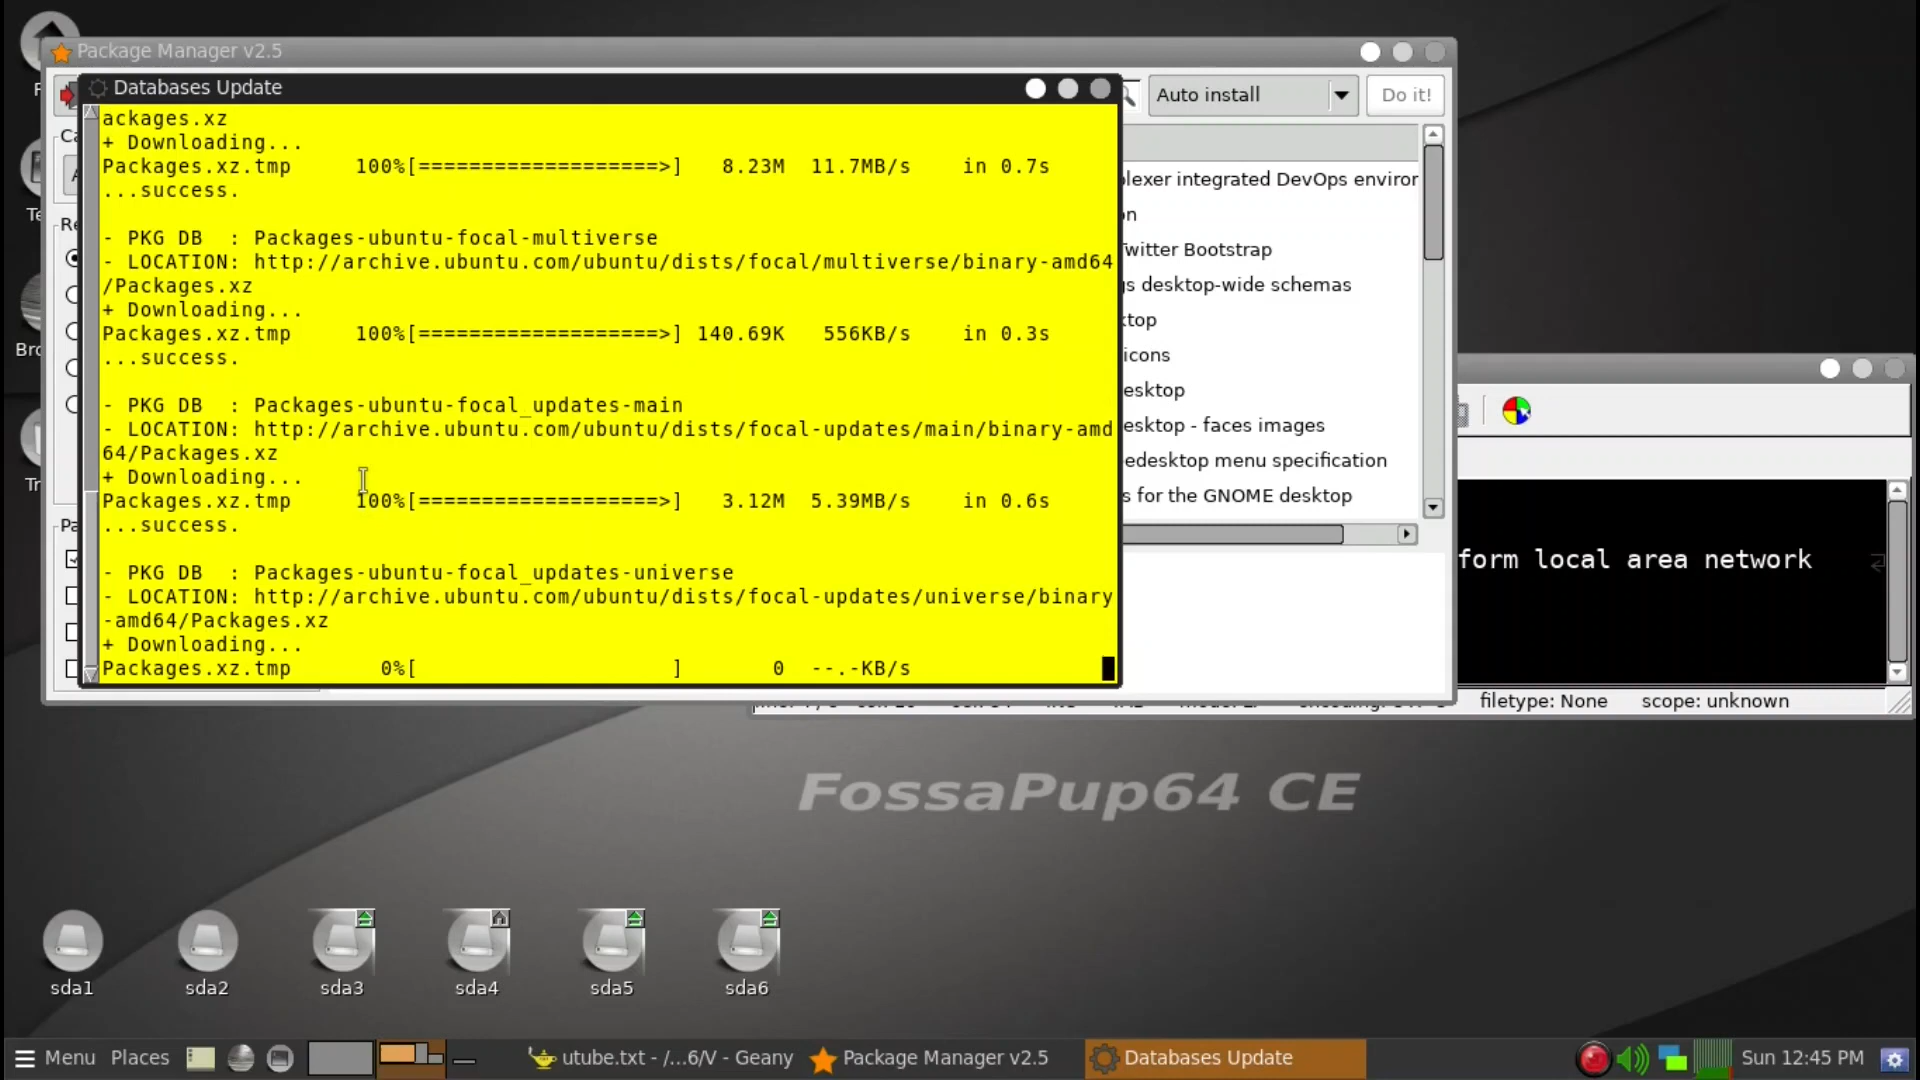 Package Manager v2.5
Databases Update
Auto install
Do it!
ackages.xz
+ Downloading...
Packages.xz.tmp 100%[===================>] 8.23M 11.7MB/s in 0.7s
...success.
- PKG DB : Packages-ubuntu-focal-multiverse
- LOCATION: http://archive.ubuntu.com/ubuntu/dists/focal/multiverse/binary-amd64
/Packages.xz
+ Downloading...
Packages.xz.tmp 100%[===================>] 140.69K 556KB/s in 0.3s
...success.
- PKG DB : Packages-ubuntu-focal_updates-main
- LOCATION: http://archive.ubuntu.com/ubuntu/dists/focal-updates/main/binary-amd
64/Packages.xz
+ Downloading...
Packages.xz.tmp 100%[===================>] 3.12M 5.39MB/s in 0.6s
...success.
- PKG DB : Packages-ubuntu-focal_updates-universe
- LOCATION: http://archive.ubuntu.com/ubuntu/dists/focal-updates/universe/binary
-amd64/Packages.xz
+ Downloading...
Packages.xz.tmp 0%[ ] 0 --.-KB/s
plexer integrated DevOps environ
on
Twitter Bootstrap
gs desktop-wide schemas
ktop
icons
esktop
esktop - faces images
edesktop menu specification
s for the GNOME desktop
form local area network
filetype: None scope: unknown
FossaPup64 CE
sda1
sda2
sda3
sda4
sda5
sda6
Menu Places
utube.txt - /...6/V - Geany
Package Manager v2.5
Databases Update
Sun 12:45 PM